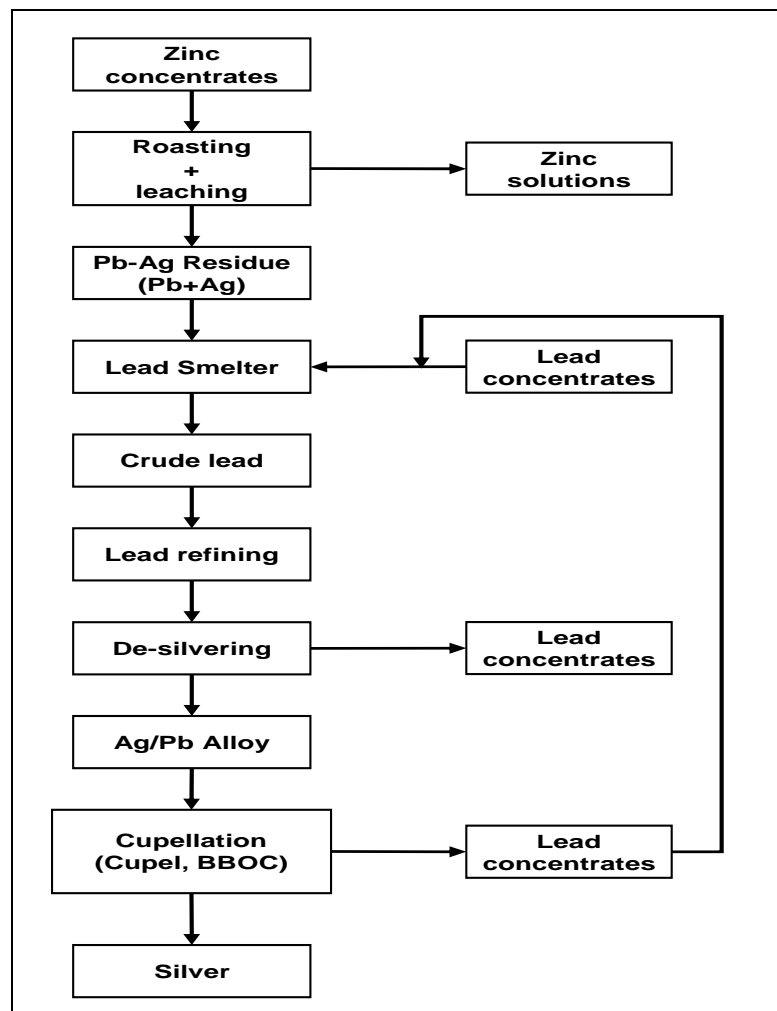 Zinc
concentrates
Roasting
+
leaching
Zinc
solutions
Pb-Ag Residue
(Pb+Ag)
Lead Smelter
Lead
concentrates
Crude lead
Lead refining
De-silvering
Lead
concentrates
Ag/Pb Alloy
Cupellation
(Cupel, BBOC)
Lead
concentrates
Silver